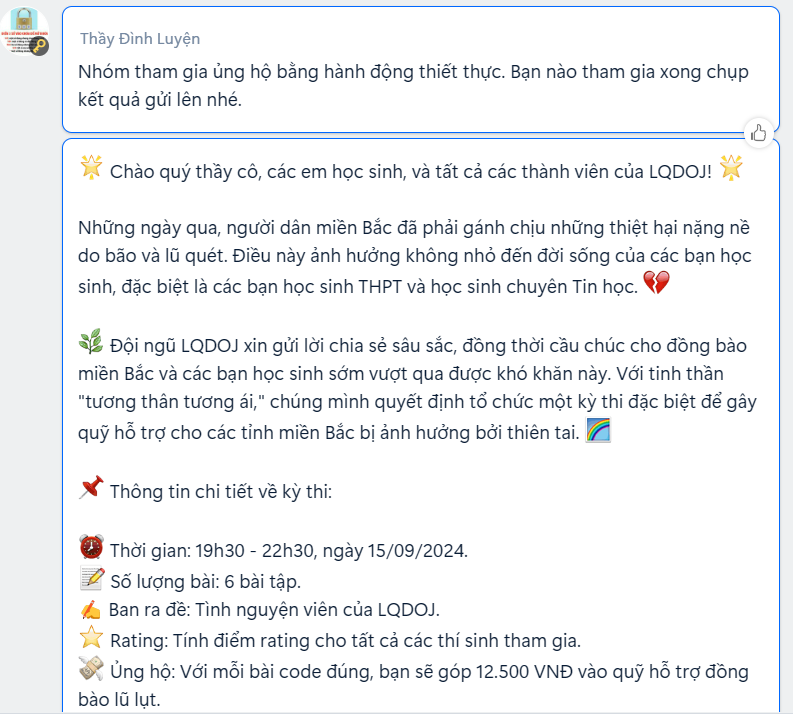 Thầy Đình Luyện
Nhóm tham gia ủng hộ bằng hành động thiết thực. Bạn nào tham gia xong chụp
kết quả gửi lên nhé.
🌟 Chào quý thầy cô, các em học sinh, và tất cả các thành viên của LQDOJ! 🌟
Những ngày qua, người dân miền Bắc đã phải gánh chịu những thiệt hại nặng nề
do bão và lũ quét. Điều này ảnh hưởng không nhỏ đến đời sống của các bạn học
sinh, đặc biệt là các bạn học sinh THPT và học sinh chuyên Tin học. 💔
🌿 Đội ngũ LQDOJ xin gửi lời chia sẻ sâu sắc, đồng thời cầu chúc cho đồng bào
miền Bắc và các bạn học sinh sớm vượt qua được khó khăn này. Với tinh thần
"tương thân tương ái," chúng mình quyết định tổ chức một kỳ thi đặc biệt để gây
quỹ hỗ trợ cho các tỉnh miền Bắc bị ảnh hưởng bởi thiên tai. 🌈
📌 Thông tin chi tiết về kỳ thi:
⏰ Thời gian: 19h30 - 22h30, ngày 15/09/2024.
📝 Số lượng bài: 6 bài tập.
✍️ Ban ra đề: Tình nguyện viên của LQDOJ.
⭐ Rating: Tính điểm rating cho tất cả các thí sinh tham gia.
💸 Ủng hộ: Với mỗi bài code đúng, bạn sẽ góp 12.500 VNĐ vào quỹ hỗ trợ đồng
bào lũ lụt.